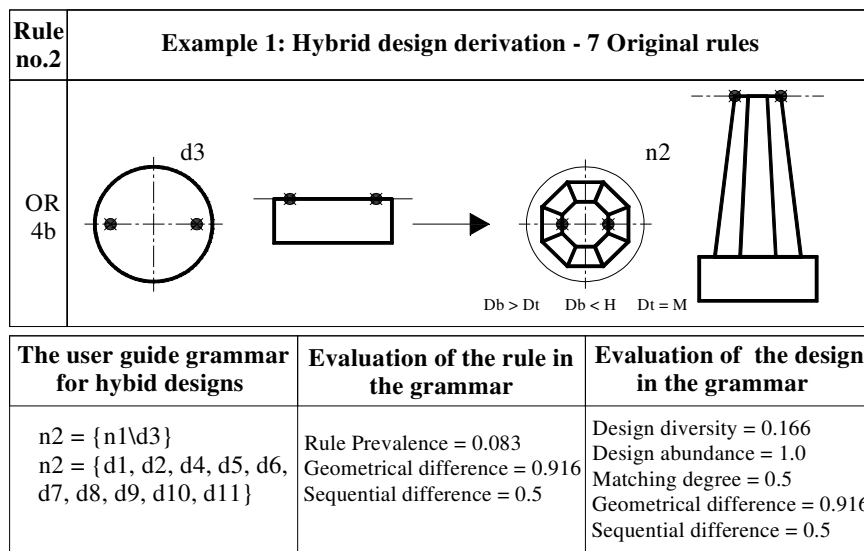 Rule
no.2
Example 1: Hybrid design derivation - 7 Original rules
OR
4b
d3
n2
Db > Dt Db < H Dt = M
The user guide grammar
for hybid designs
Evaluation of the rule in
the grammar
Evaluation of the design
in the grammar
n2 = {n1\d3}
n2 = {d1, d2, d4, d5, d6,
d7, d8, d9, d10, d11}
Rule Prevalence = 0.083
Geometrical difference = 0.916
Sequential difference = 0.5
Design diversity = 0.166
Design abundance = 1.0
Matching degree = 0.5
Geometrical difference = 0.916
Sequential difference = 0.5